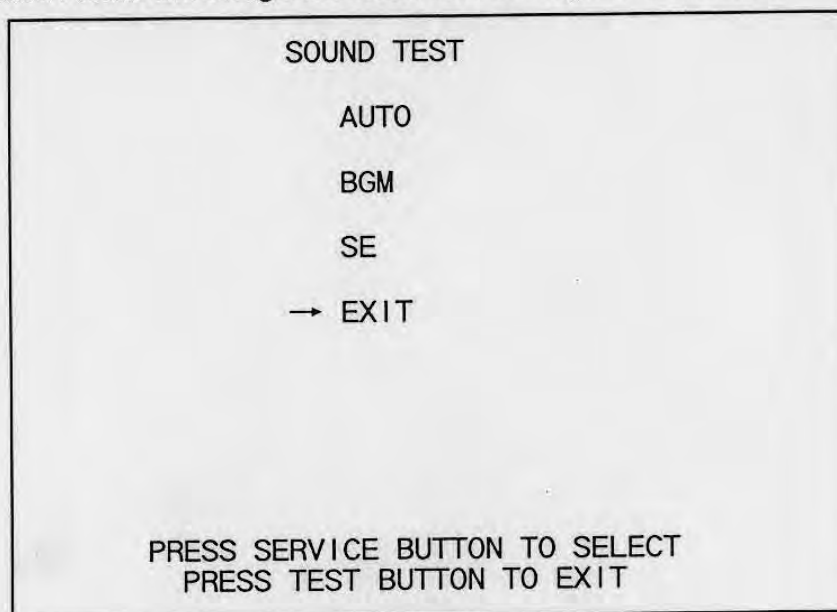 SOUND TEST
AUTO
BGM
SE
→ EXIT
PRESS SERVICE BUTTON TO SELECT
PRESS TEST BUTTON TO EXIT